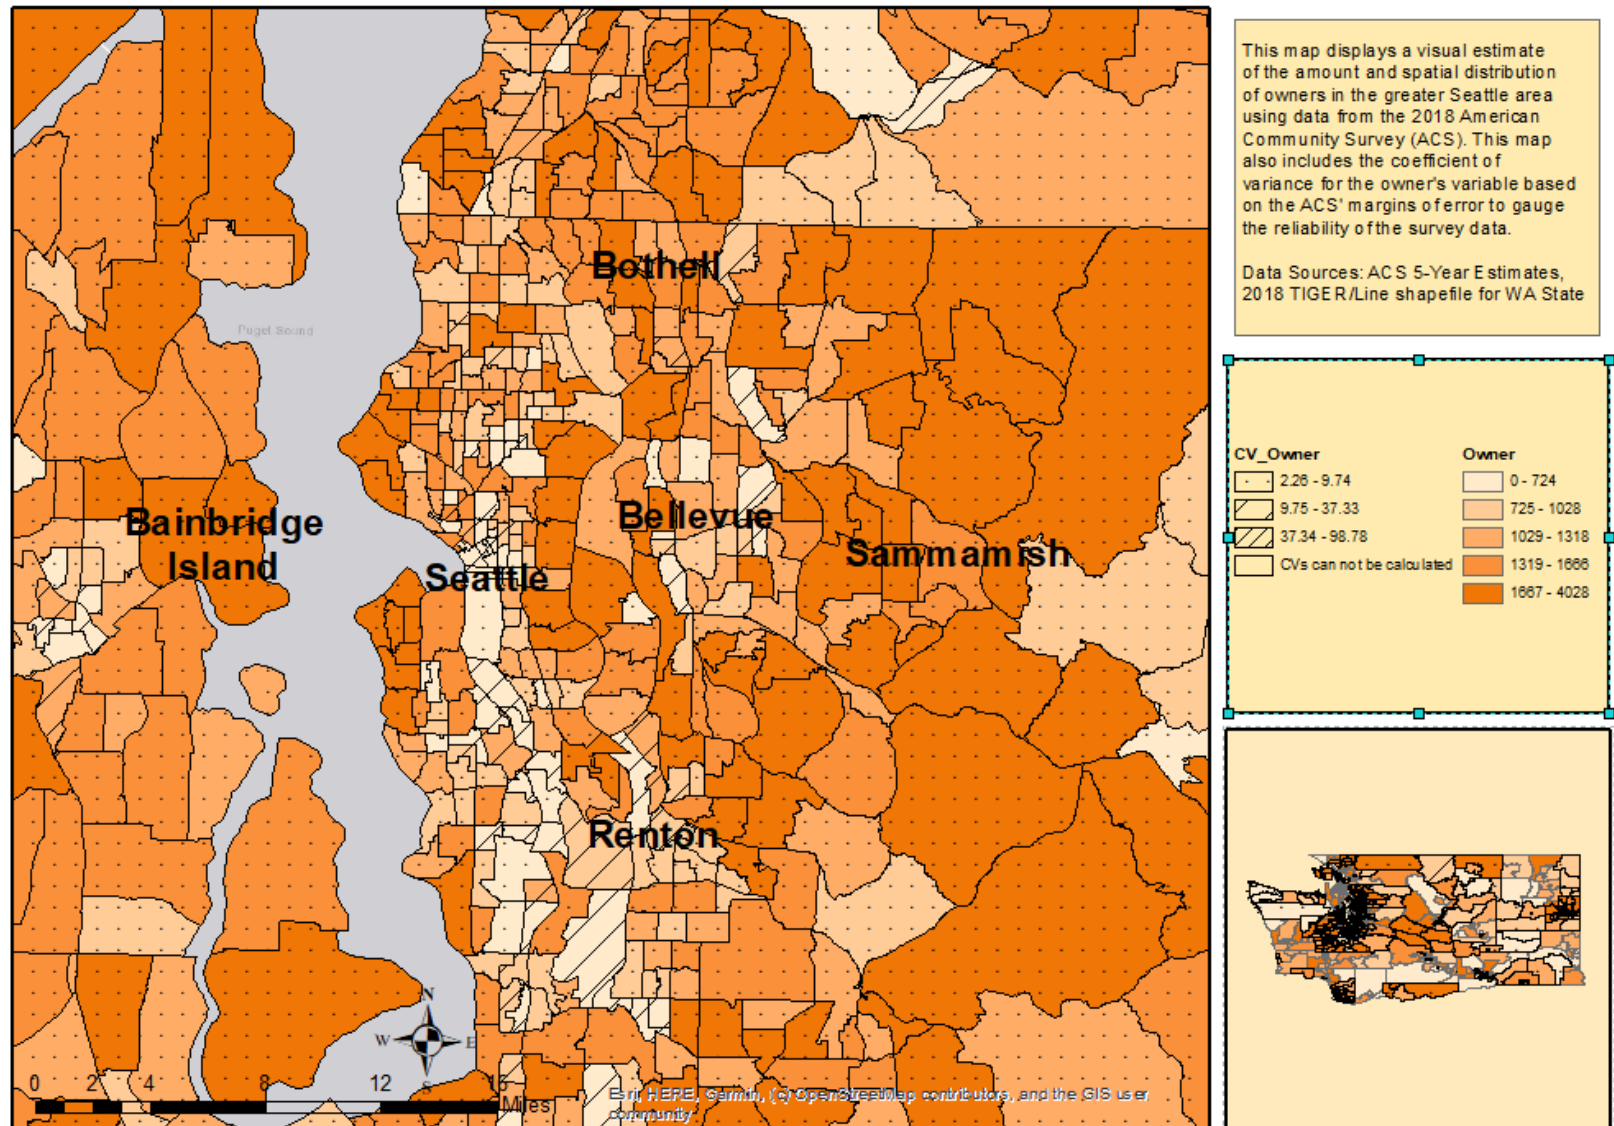 This map displays a visual estimate
of the amount and spatial distribution
of owners in the greater Seattle area
using data from the 2018 American
Community Survey (ACS). This map
also includes the coefficient of
variance for the owner's variable based
on the ACS' margins of error to gauge
the reliability of the survey data.
Data Sources: ACS 5-Year Estimates,
2018 TIGER/Line shapefile for WA State
Bothell
Puget Sound
CV_Owner
2.26 - 9.74
9.75 - 37.33
37.34 - 98.78
CVs can not be calculated
Owner
0 - 724
725 - 1028
1029 - 1318
1319 - 1666
1667 - 4028
Bainbridge
Island
Bellevue
Sammamish
Seattle
Renton
N
W E
S
0 2 4 8 12 16
Miles
Esri, HERE, Garmin, (c) OpenStreetMap contributors, and the GIS user
community